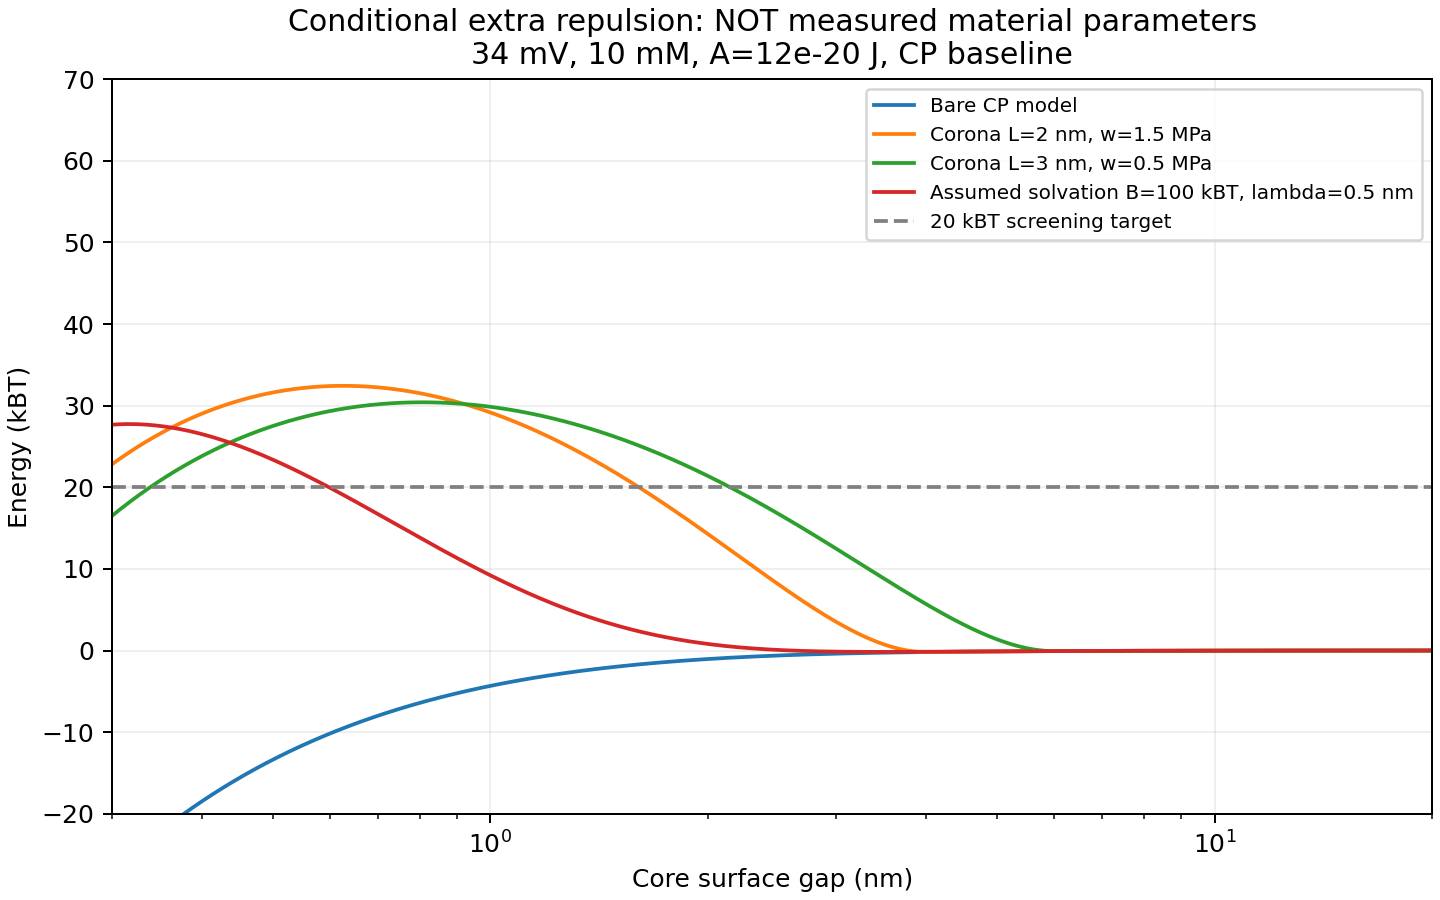 Conditional extra repulsion: NOT measured material parameters
34 mV, 10 mM, A=12e-20 J, CP baseline
Bare CP model
Corona L=2 nm, w=1.5 MPa
Corona L=3 nm, w=0.5 MPa
Assumed solvation B=100 kBT, lambda=0.5 nm
20 kBT screening target
Energy (kBT)
70
60
50
40
30
20
10
0
−10
−20
10⁰
10¹
Core surface gap (nm)